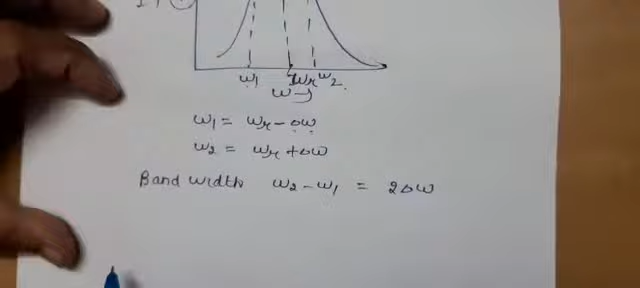 ω1 ωr ω2
ω→
ω1 = ωr - Δω
ω2 = ωr + Δω
Band width ω2 - ω1 = 2Δω